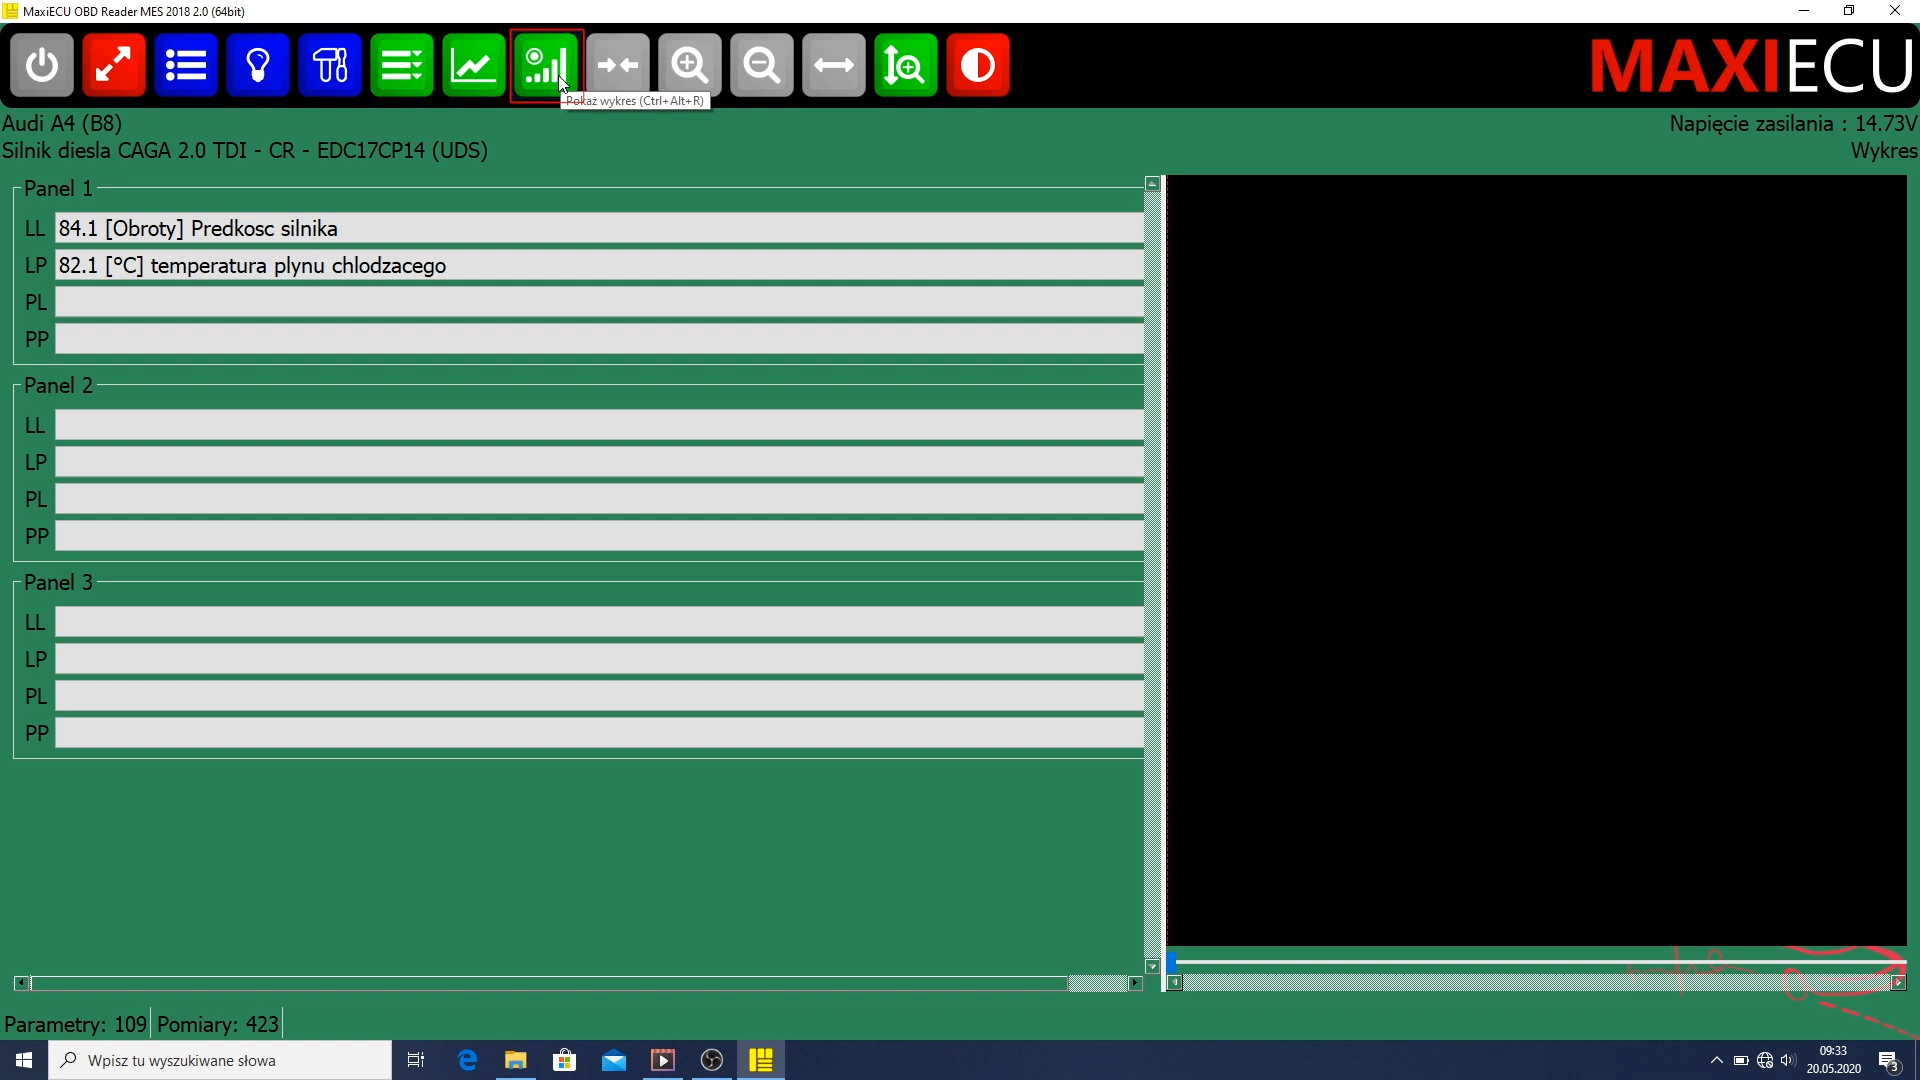 MaxiECU OBD Reader MES 2018 2.0 (64bit)
MAXIECU
Pokaż wykres (Ctrl+Alt+R)
Audi A4 (B8)
Napięcie zasilania : 14.73V
Silnik diesla CAGA 2.0 TDI - CR - EDC17CP14 (UDS)
Wykres
Panel 1
LL 84.1 [Obroty] Predkosc silnika
LP 82.1 [°C] temperatura plynu chlodzacego
PL
PP
Panel 2
LL
LP
PL
PP
Panel 3
LL
LP
PL
PP
Parametry: 109 Pomiary: 423
Wpisz tu wyszukiwane słowa
09:33
20.05.2020
3